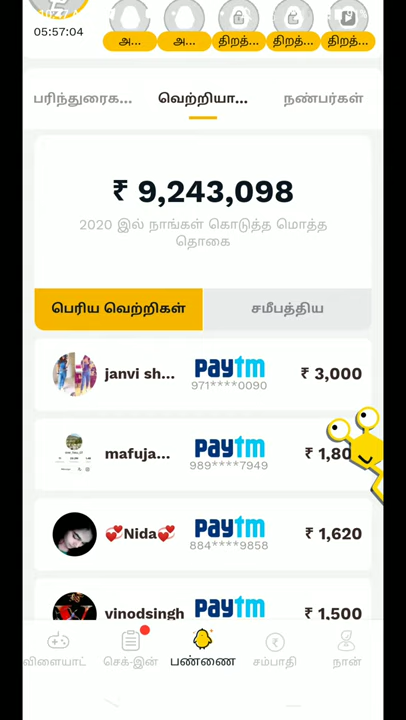 05:57:04
அ...
அ...
திறத்...
திறத்...
திறத்...
பரிந்துரைக... வெற்றியா... நண்பர்கள்
₹ 9,243,098
2020 இல் நாங்கள் கொடுத்த மொத்த
தொகை
பெரிய வெற்றிகள் சமீபத்திய
janvi sh... paytm ₹ 3,000
971****0090
mafuja... paytm ₹ 1,80
989****7949
💞Nida💞 paytm ₹ 1,620
884****9858
vinodsingh paytm ₹ 1,500
விளையாட் செக்-இன் பண்ணை சம்பாதி நான்